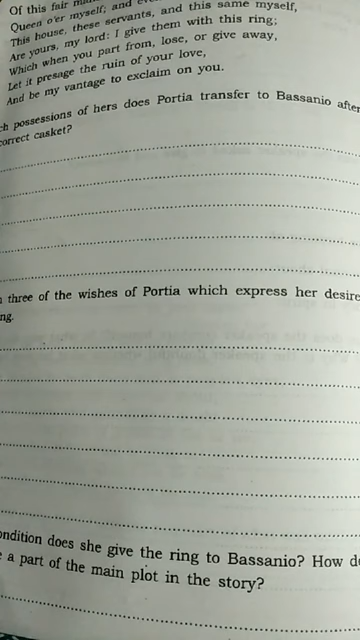 Of this fair
Queen o'er myself; and even
This house, these servants, and this same myself,
Are yours, my lord: I give them with this ring;
Which when you part from, lose, or give away,
Let it presage the ruin of your love,
And be my vantage to exclaim on you.
possessions of hers does Portia transfer to Bassanio after
correct casket?
three of the wishes of Portia which express her desire
does she give the ring to Bassanio? How
a part of the main plot in the story?